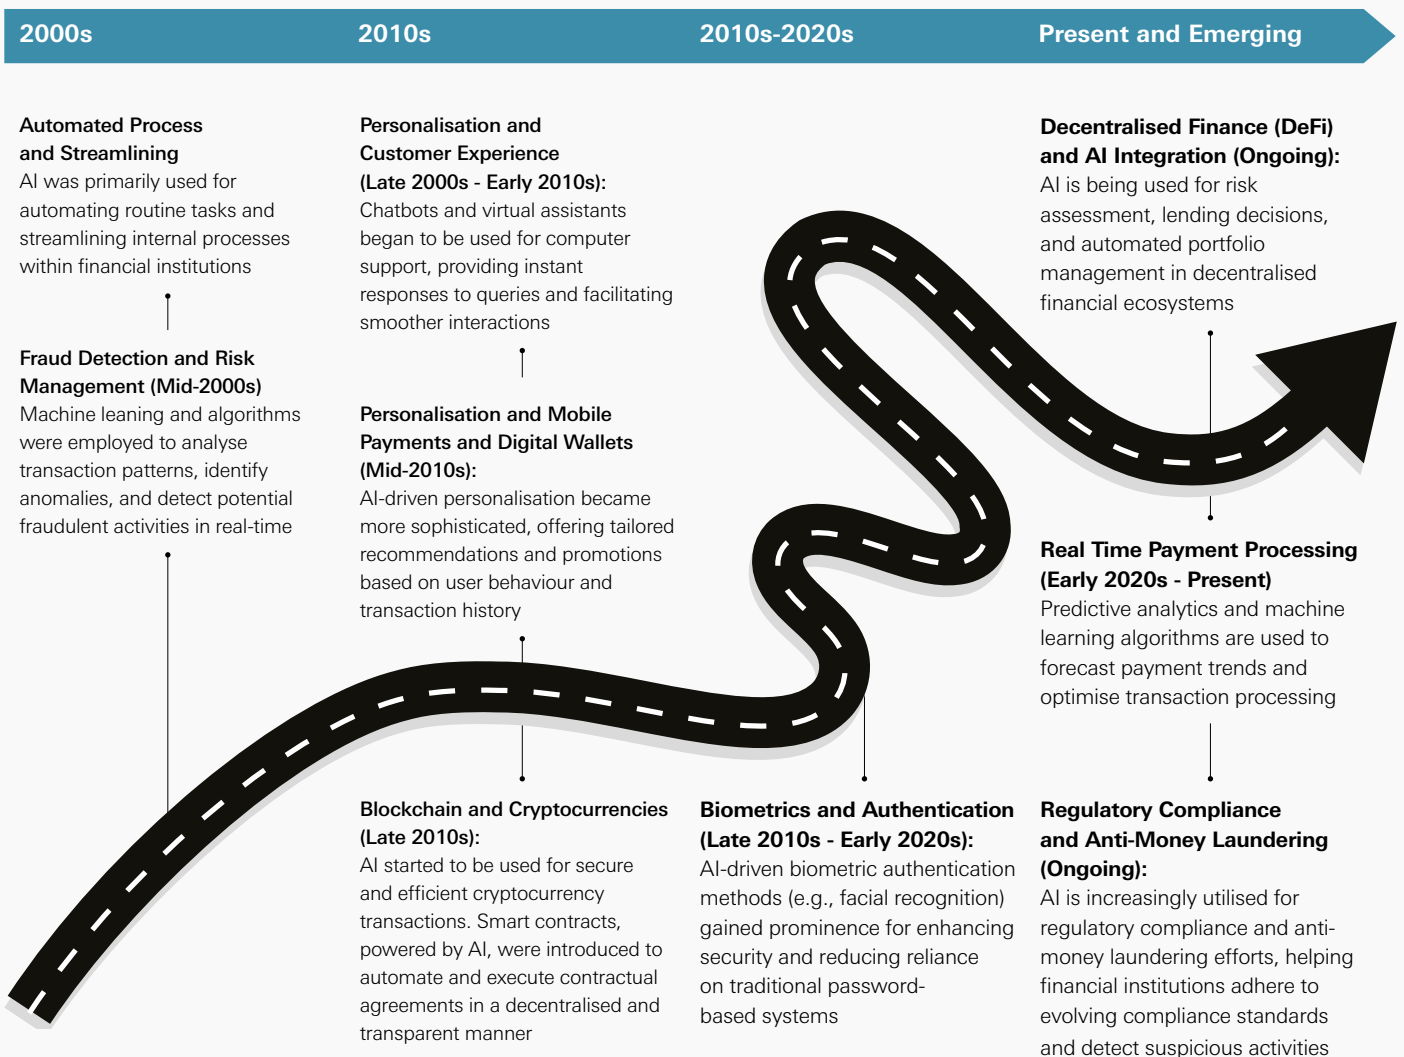 2000s
2010s
2010s-2020s
Present and Emerging
Automated Process
and Streamlining
AI was primarily used for
automating routine tasks and
streamlining internal processes
within financial institutions
Fraud Detection and Risk
Management (Mid-2000s)
Machine leaning and algorithms
were employed to analyse
transaction patterns, identify
anomalies, and detect potential
fraudulent activities in real-time
Personalisation and
Customer Experience
(Late 2000s - Early 2010s):
Chatbots and virtual assistants
began to be used for computer
support, providing instant
responses to queries and facilitating
smoother interactions
Personalisation and Mobile
Payments and Digital Wallets
(Mid-2010s):
AI-driven personalisation became
more sophisticated, offering tailored
recommendations and promotions
based on user behaviour and
transaction history
Blockchain and Cryptocurrencies
(Late 2010s):
AI started to be used for secure
and efficient cryptocurrency
transactions. Smart contracts,
powered by AI, were introduced to
automate and execute contractual
agreements in a decentralised and
transparent manner
Biometrics and Authentication
(Late 2010s - Early 2020s):
AI-driven biometric authentication
methods (e.g., facial recognition)
gained prominence for enhancing
security and reducing reliance
on traditional password-
based systems
Decentralised Finance (DeFi)
and AI Integration (Ongoing):
AI is being used for risk
assessment, lending decisions,
and automated portfolio
management in decentralised
financial ecosystems
Real Time Payment Processing
(Early 2020s - Present)
Predictive analytics and machine
learning algorithms are used to
forecast payment trends and
optimise transaction processing
Regulatory Compliance
and Anti-Money Laundering
(Ongoing):
AI is increasingly utilised for
regulatory compliance and anti-
money laundering efforts, helping
financial institutions adhere to
evolving compliance standards
and detect suspicious activities